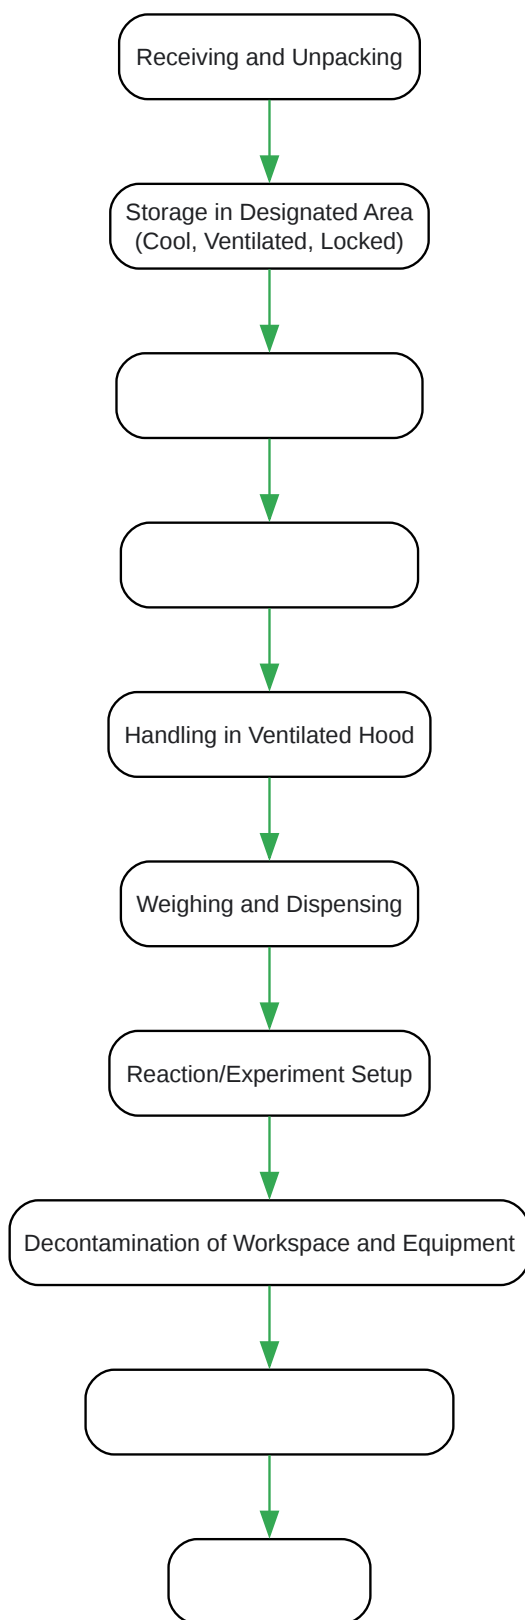 Receiving and Unpacking
Storage in Designated Area
(Cool, Ventilated, Locked)
Handling in Ventilated Hood
Weighing and Dispensing
Reaction/Experiment Setup
Decontamination of Workspace and Equipment